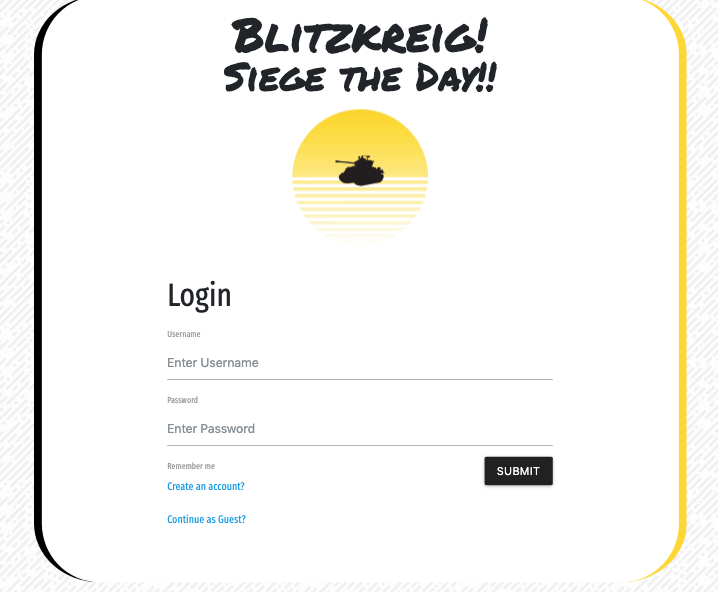 Blitzkreig!
Siege the Day!!
Login
Username
Enter Username
Password
Enter Password
Remember me
SUBMIT
Create an account?
Continue as Guest?